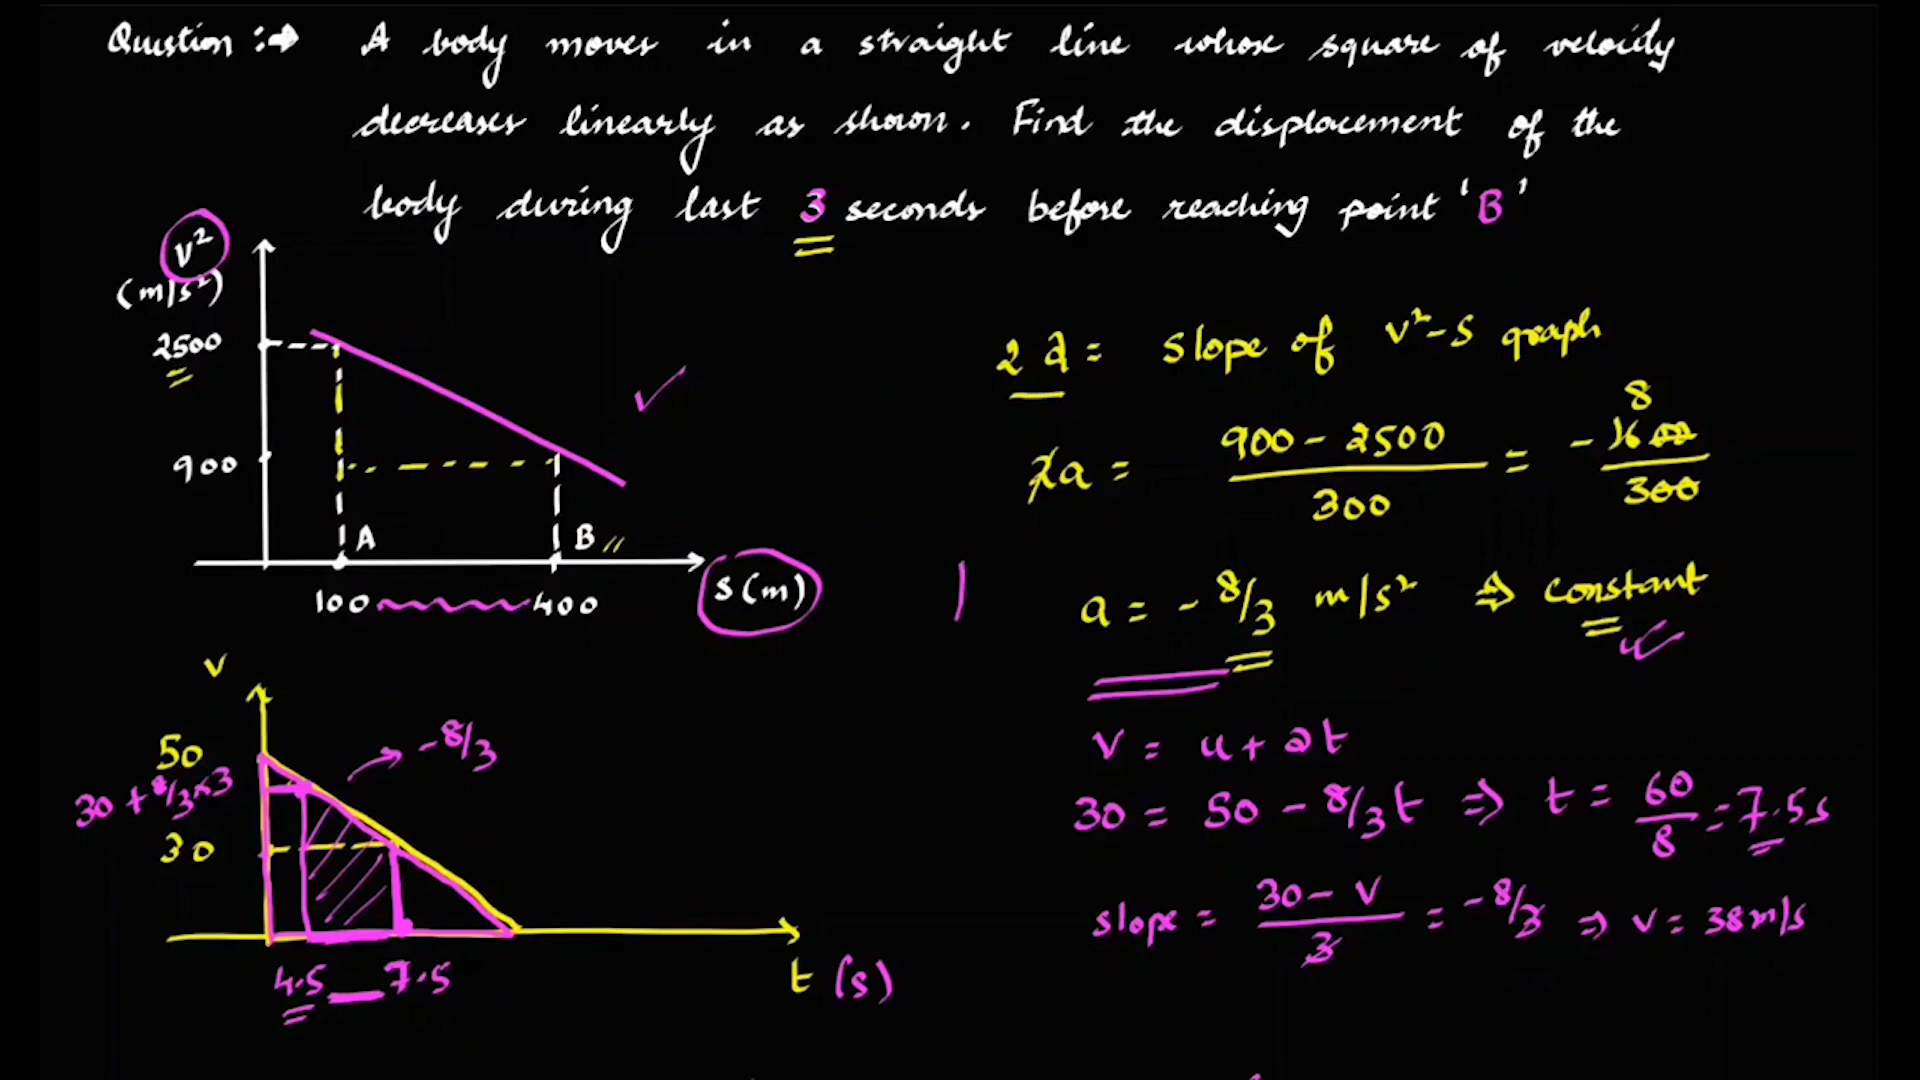 Question :→ A body moves in a straight line whose square of velocity
decreases linearly as shown. Find the displacement of the
body during last 3 seconds before reaching point 'B'
v²
(m/s²)
2500
900
A
B
100
400
s(m)
2a = slope of v²-s graph
2a = 900 - 2500 / 300 = - 1600 / 300
8
a = - 8/3 m/s² ⇒ constant
v
50
30 + 8/3×3
30
-8/3
4.5
7.5
t (s)
v = u + at
30 = 50 - 8/3 t ⇒ t = 60/8 = 7.5s
slope = 30 - v / 3 = - 8/3 ⇒ v = 38m/s